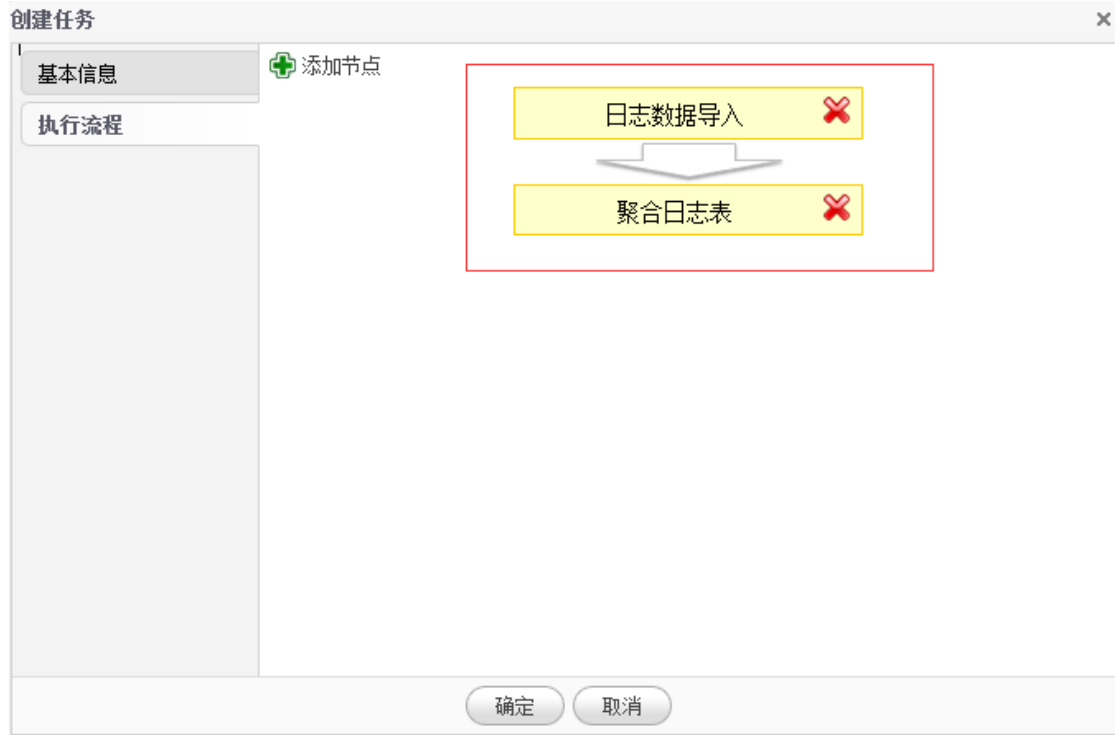 创建任务
基本信息
执行流程
添加节点
日志数据导入
聚合日志表
确定
取消